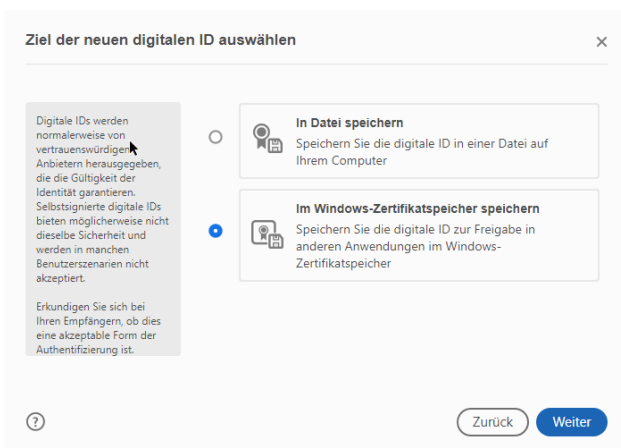 Ziel der neuen digitalen ID auswählen
Digitale IDs werden
normalerweise von
vertrauenswürdigen
Anbietern herausgegeben,
die die Gültigkeit der
Identität garantieren.
Selbstsignierte digitale IDs
bieten möglicherweise nicht
dieselbe Sicherheit und
werden in manchen
Benutzerszenarien nicht
akzeptiert.
Erkundigen Sie sich bei
Ihren Empfängern, ob dies
eine akzeptable Form der
Authentifizierung ist.
In Datei speichern
Speichern Sie die digitale ID in einer Datei auf
Ihrem Computer
Im Windows-Zertifikatspeicher speichern
Speichern Sie die digitale ID zur Freigabe in
anderen Anwendungen im Windows-
Zertifikatspeicher
?
Zurück
Weiter